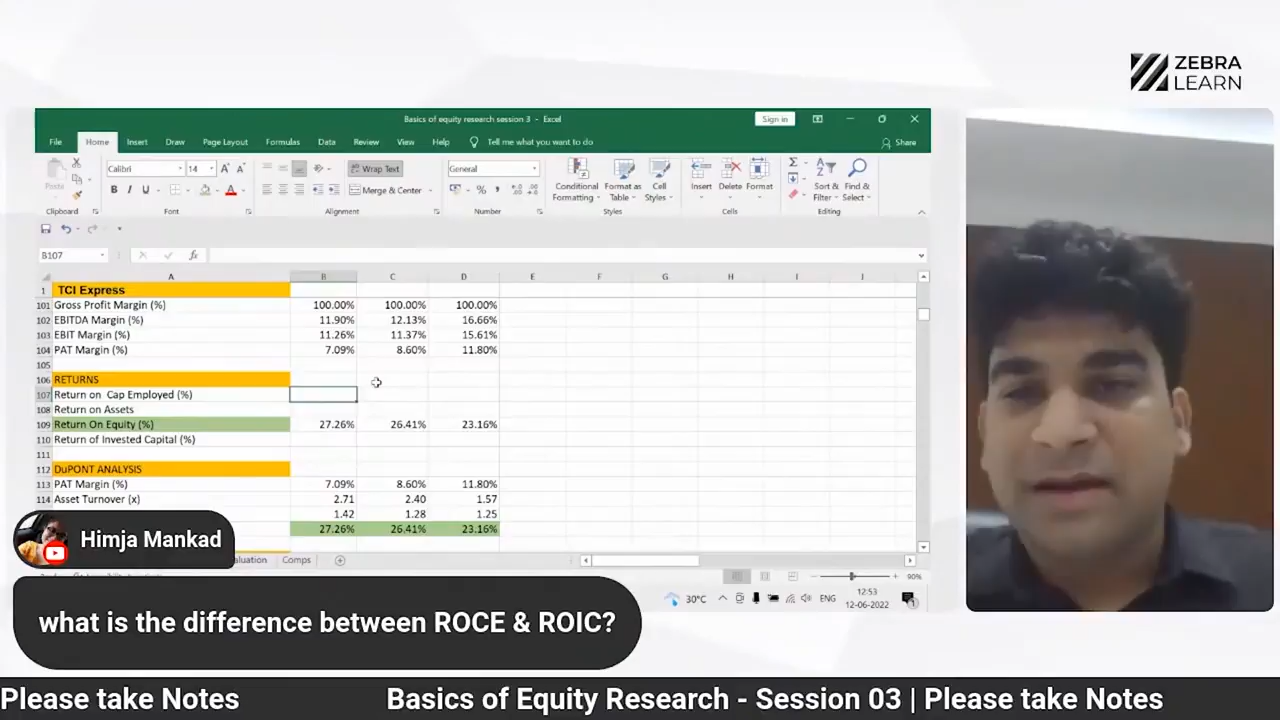 ZEBRA
LEARN
Basics of equity research session 3 - Excel
Sign in
File Home Insert Draw Page Layout Formulas Data Review View Help Tell me what you want to do
Share
Paste
Calibri 14 A A
Wrap Text
General
B I U A
Merge & Center
$ % ,
Conditional Formatting
Format as Table
Cell Styles
Insert Delete Format
Sort & Filter
Find & Select
Clipboard Font Alignment Number Styles Cells Editing
B107 fx
A B C D E F G H I J
1 TCI Express
101 Gross Profit Margin (%) 100.00% 100.00% 100.00%
102 EBITDA Margin (%) 11.90% 12.13% 16.66%
103 EBIT Margin (%) 11.26% 11.37% 15.61%
104 PAT Margin (%) 7.09% 8.60% 11.80%
105
106 RETURNS
107 Return on Cap Employed (%)
108 Return on Assets
109 Return On Equity (%) 27.26% 26.41% 23.16%
110 Return of Invested Capital (%)
111
112 DuPONT ANALYSIS
113 PAT Margin (%) 7.09% 8.60% 11.80%
114 Asset Turnover (x) 2.71 2.40 1.57
1.42 1.28 1.25
27.26% 26.41% 23.16%
Himja Mankad
aluation Comps
90%
30°C ENG 12:53
12-06-2022
what is the difference between ROCE & ROIC?
Please take Notes Basics of Equity Research - Session 03 | Please take Notes